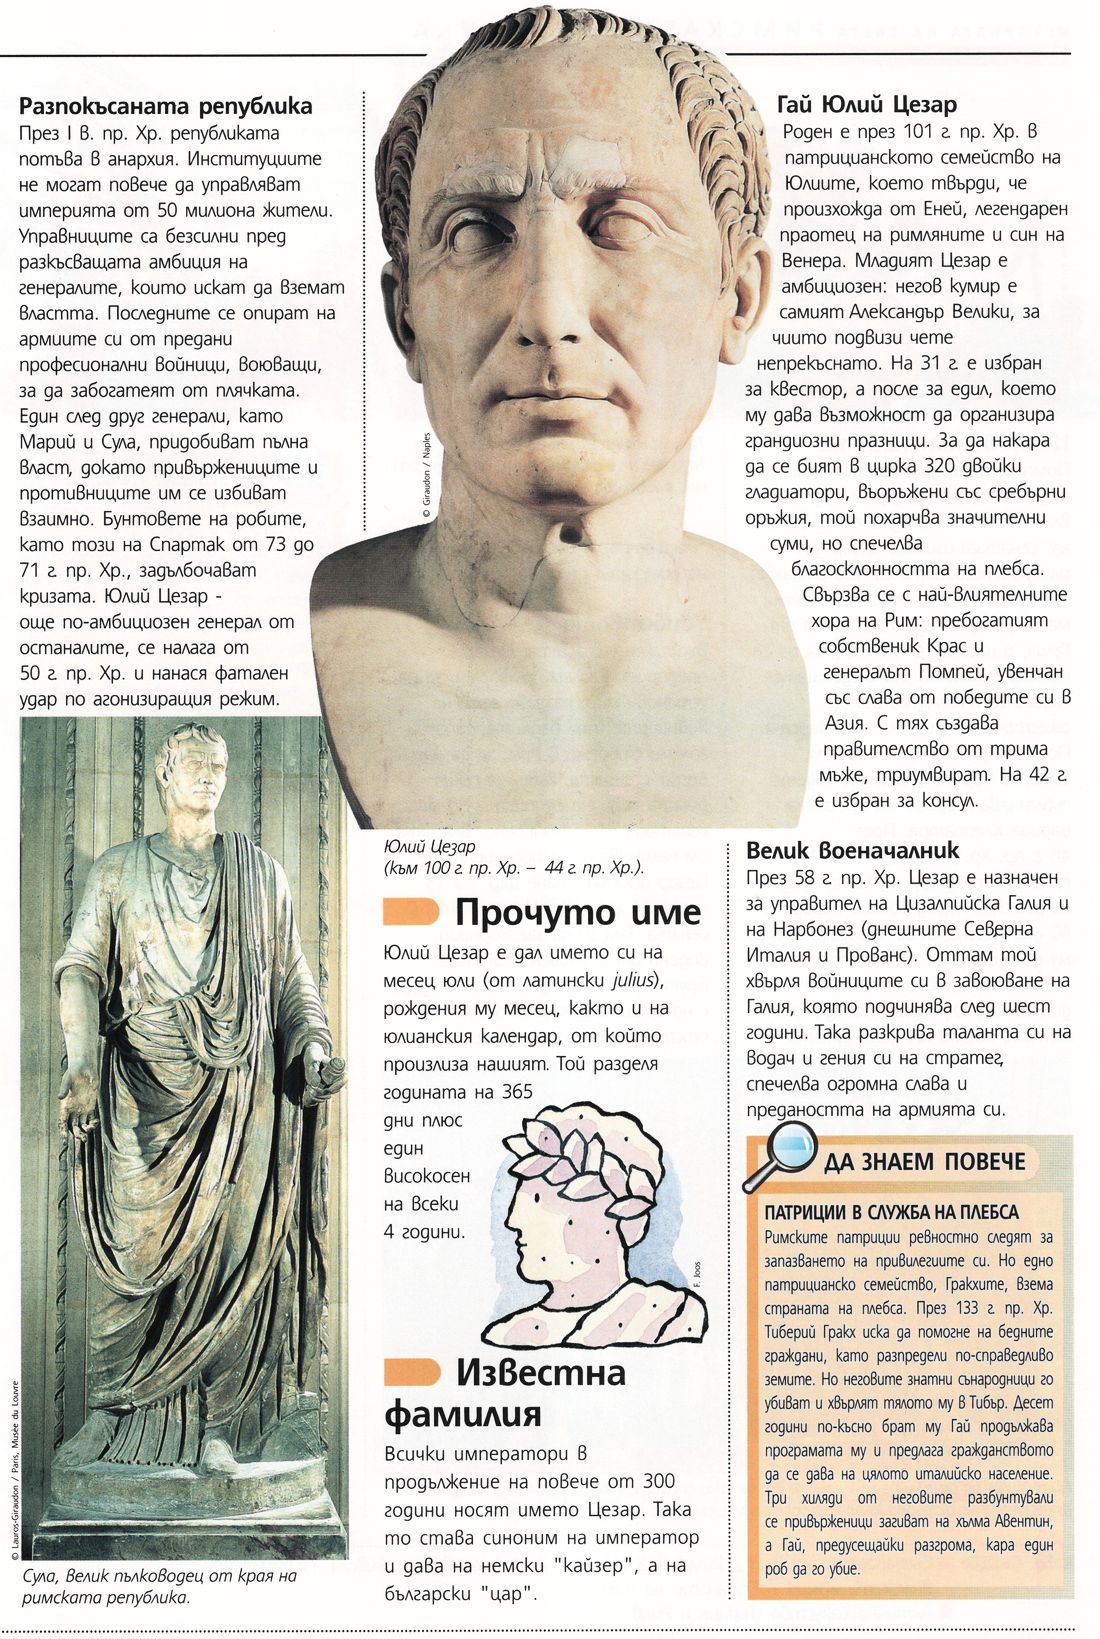 Разпокъсаната република
През I в. пр. Хр. републиката
потъва в анархия. Институциите
не могат повече да управляват
империята от 50 милиона жители.
Управниците са безсилни пред
разкъсващата амбиция на
генералите, които искат да вземат
властта. Последните се опират на
армиите си от предани
професионални войници, воюващи,
за да забогатеят от плячката.
Един след друг генерали, като
Марий и Сула, придобиват пълна
власт, докато привържениците и
противниците им се избиват
взаимно. Бунтовете на робите,
като този на Спартак от 73 до
71 г. пр. Хр., задълбочават
кризата. Юлий Цезар -
още по-амбициозен генерал от
останалите, се налага от
50 г. пр. Хр. и нанася фатален
удар по агонизиращия режим.
© Lauros-Giraudon / Paris, Musée du Louvre
Сула, велик пълководец от края на
римската република.
© Giraudon / Naples
Юлий Цезар
(към 100 г. пр. Хр. – 44 г. пр. Хр.).
Прочуто име
Юлий Цезар е дал името си на
месец юли (от латински julius),
рождения му месец, както и на
юлианския календар, от който
произлиза нашият. Той разделя
годината на 365
дни плюс
един
високосен
на всеки
4 години.
F. Joos
Известна
фамилия
Всички императори в
продължение на повече от 300
години носят името Цезар. Така
то става синоним на император
и дава на немски "кайзер", а на
български "цар".
Гай Юлий Цезар
Роден е през 101 г. пр. Хр. в
патрицианското семейство на
Юлиите, което твърди, че
произхожда от Еней, легендарен
праотец на римляните и син на
Венера. Младият Цезар е
амбициозен: негов кумир е
самият Александър Велики, за
чиито подвизи чете
непрекъснато. На 31 г. е избран
за квестор, а после за едил, което
му дава възможност да организира
грандиозни празници. За да накара
да се бият в цирка 320 двойки
гладиатори, въоръжени със сребърни
оръжия, той похарчва значителни
суми, но спечелва
благосклонността на плебса.
Свързва се с най-влиятелните
хора на Рим: пребогатият
собственик Крас и
генералът Помпей, увенчан
със слава от победите си в
Азия. С тях създава
правителство от трима
мъже, триумвират. На 42 г.
е избран за консул.
Велик военачалник
През 58 г. пр. Хр. Цезар е назначен
за управител на Цизалпийска Галия и
на Нарбонез (днешните Северна
Италия и Прованс). Оттам той
хвърля войниците си в завоюване на
Галия, която подчинява след шест
години. Така разкрива таланта си на
водач и гения си на стратег,
спечелва огромна слава и
предаността на армията си.
ДА ЗНАЕМ ПОВЕЧЕ
ПАТРИЦИИ В СЛУЖБА НА ПЛЕБСА
Римските патриции ревностно следят за
запазването на привилегиите си. Но едно
патрицианско семейство, Гракхите, взема
страната на плебса. През 133 г. пр. Хр.
Тиберий Гракх иска да помогне на бедните
граждани, като разпредели по-справедливо
земите. Но неговите знатни сънародници го
убиват и хвърлят тялото му в Тибър. Десет
години по-късно брат му Гай продължава
програмата му и предлага гражданството
да се дава на цялото италийско население.
Три хиляди от неговите разбунтували
се привърженици загиват на хълма Авентин,
а Гай, предусещайки разгрома, кара един
роб да го убие.